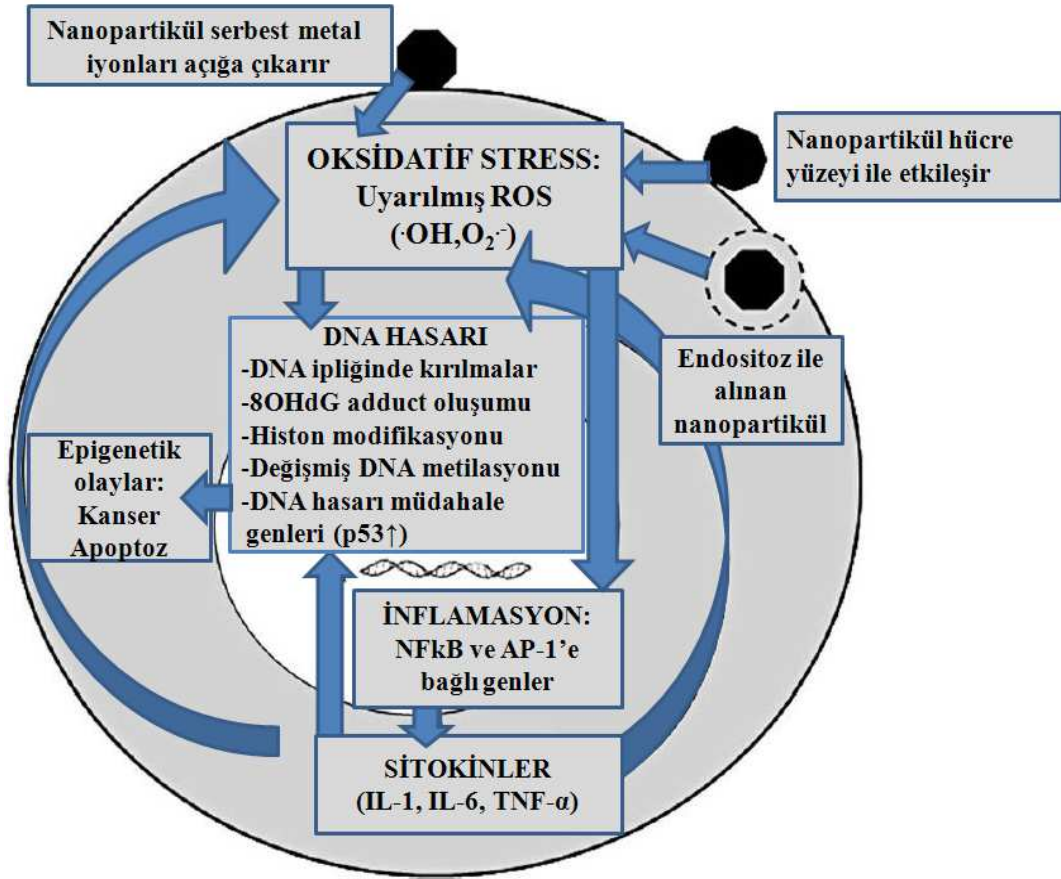 Nanopartikül serbest metal
iyonları açığa çıkarır
OKSİDATİF STRESS:
Uyarılmış ROS
(·OH,O₂·⁻)
Nanopartikül hücre
yüzeyi ile etkileşir
Endositoz ile
alınan
nanopartikül
DNA HASARI
-DNA ipliğinde kırılmalar
-8OHdG adduct oluşumu
-Histon modifikasyonu
-Değişmiş DNA metilasyonu
-DNA hasarı müdahale
genleri (p53↑)
Epigenetik
olaylar:
Kanser
Apoptoz
İNFLAMASYON:
NFkB ve AP-1’e
bağlı genler
SİTOKİNLER
(IL-1, IL-6, TNF-α)